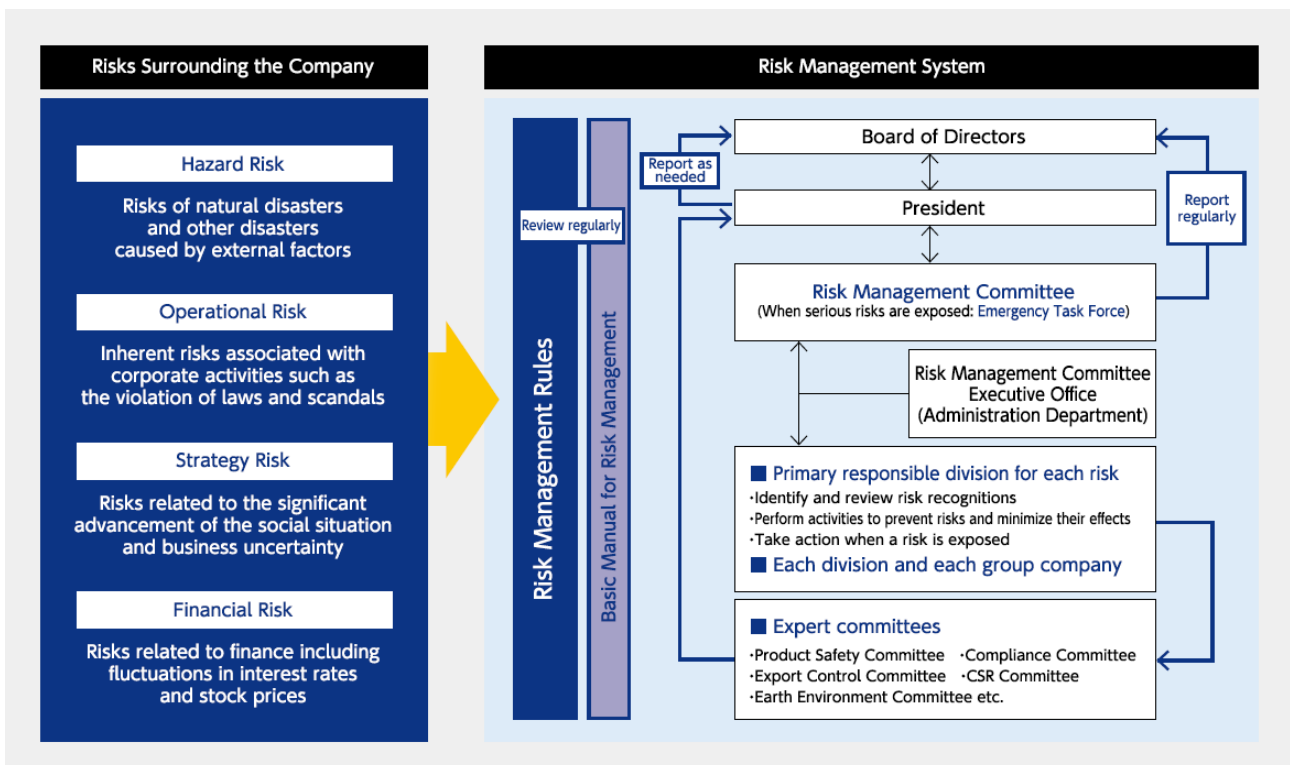 Risks Surrounding the Company
Hazard Risk
Risks of natural disasters
and other disasters
caused by external factors
Operational Risk
Inherent risks associated with
corporate activities such as
the violation of laws and scandals
Strategy Risk
Risks related to the significant
advancement of the social situation
and business uncertainty
Financial Risk
Risks related to finance including
fluctuations in interest rates
and stock prices
Risk Management System
Risk Management Rules
Basic Manual for Risk Management
Review regularly
Board of Directors
Report as
needed
President
Report
regularly
Risk Management Committee
(When serious risks are exposed: Emergency Task Force)
Risk Management Committee
Executive Office
(Administration Department)
■ Primary responsible division for each risk
・Identify and review risk recognitions
・Perform activities to prevent risks and minimize their effects
・Take action when a risk is exposed
■ Each division and each group company
■ Expert committees
・Product Safety Committee ・Compliance Committee
・Export Control Committee ・CSR Committee
・Earth Environment Committee etc.